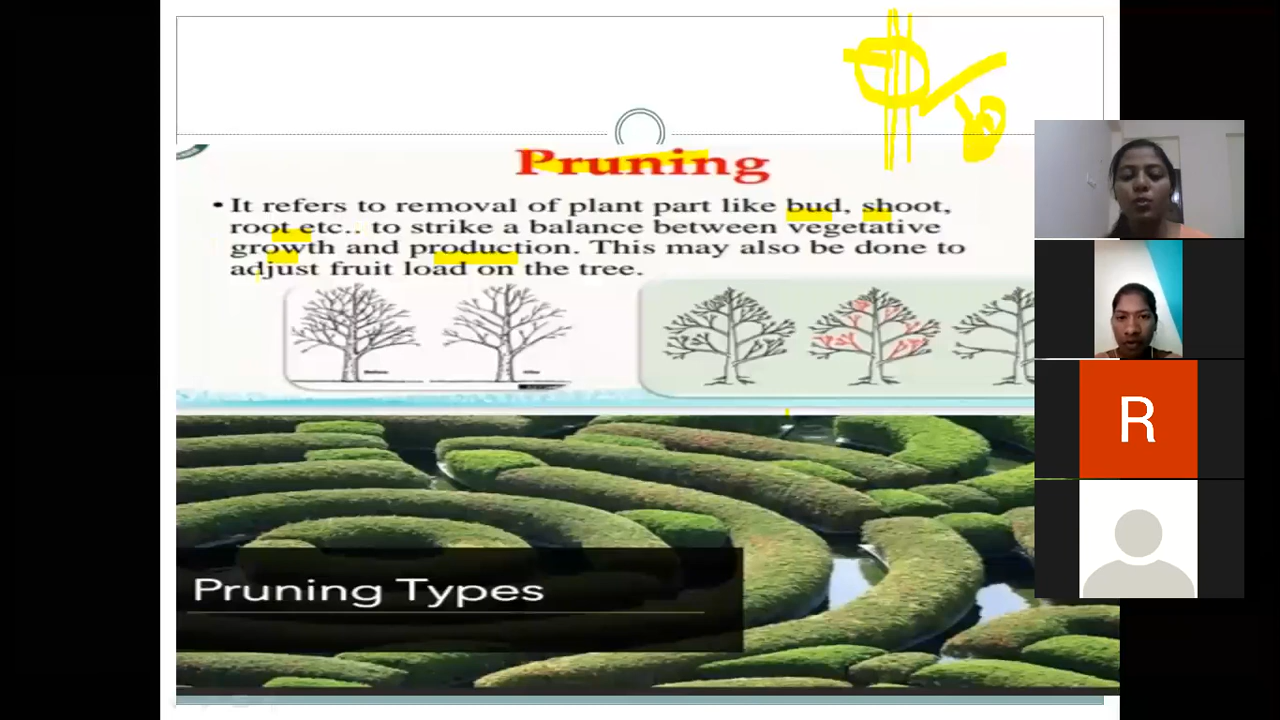 Pruning
• It refers to removal of plant part like bud, shoot,
root etc.. to strike a balance between vegetative
growth and production. This may also be done to
adjust fruit load on the tree.
Pruning Types
R